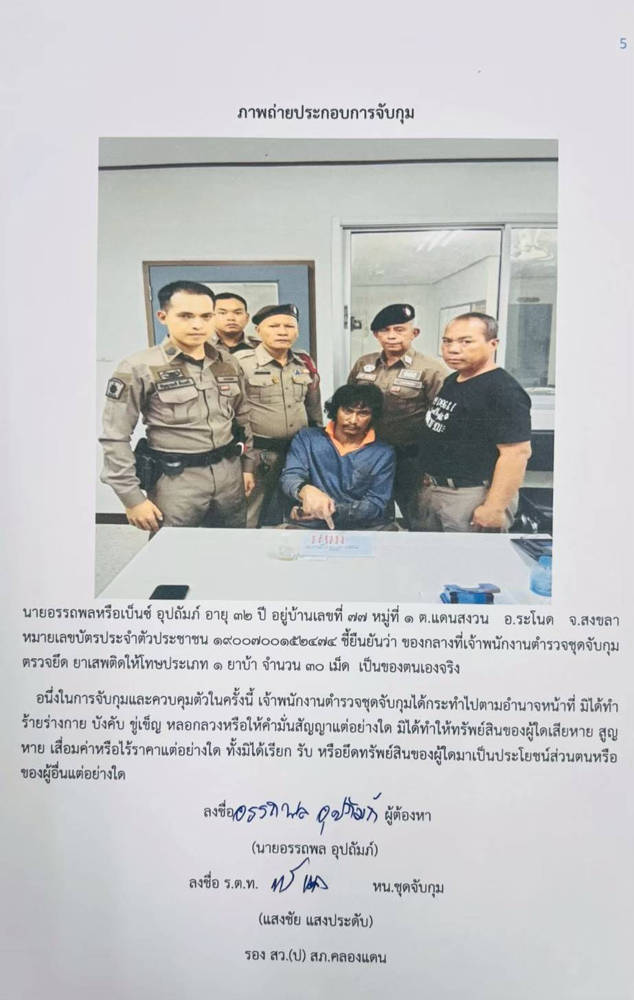 5
ภาพถ่ายประกอบการจับกุม
นายอรรถพลหรือเบ็นซ์ อุปถัมภ์ อายุ ๓๒ ปี อยู่บ้านเลขที่ ๗๗ หมู่ที่ ๑ ต.แดนสงวน อ.ระโนด จ.สงขลา
หมายเลขบัตรประจำตัวประชาชน ๑๙๐๐๗๐๐๑๕๒๔๗๔ ชี้ยืนยันว่า ของกลางที่เจ้าพนักงานตำรวจชุดจับกุม
ตรวจยึด ยาเสพติดให้โทษประเภท ๑ ยาบ้า จำนวน ๓๐ เม็ด เป็นของตนเองจริง
อนึ่งในการจับกุมและควบคุมตัวในครั้งนี้ เจ้าพนักงานตำรวจชุดจับกุมได้กระทำไปตามอำนาจหน้าที่ มิได้ทำ
ร้ายร่างกาย บังคับ ขู่เข็ญ หลอกลวงหรือให้คำมั่นสัญญาแต่อย่างใด มิได้ทำให้ทรัพย์สินของผู้ใดเสียหาย สูญ
หาย เสื่อมค่าหรือไร้ราคาแต่อย่างใด ทั้งมิได้เรียก รับ หรือยึดทรัพย์สินของผู้ใดมาเป็นประโยชน์ส่วนตนหรือ
ของผู้อื่นแต่อย่างใด
ลงชื่อ อรรถพล อุปถัมภ์ ผู้ต้องหา
(นายอรรถพล อุปถัมภ์)
ลงชื่อ ร.ต.ท. หน.ชุดจับกุม
(แสงชัย แสงประดับ)
รอง สว.(ป) สภ.คลองแดน